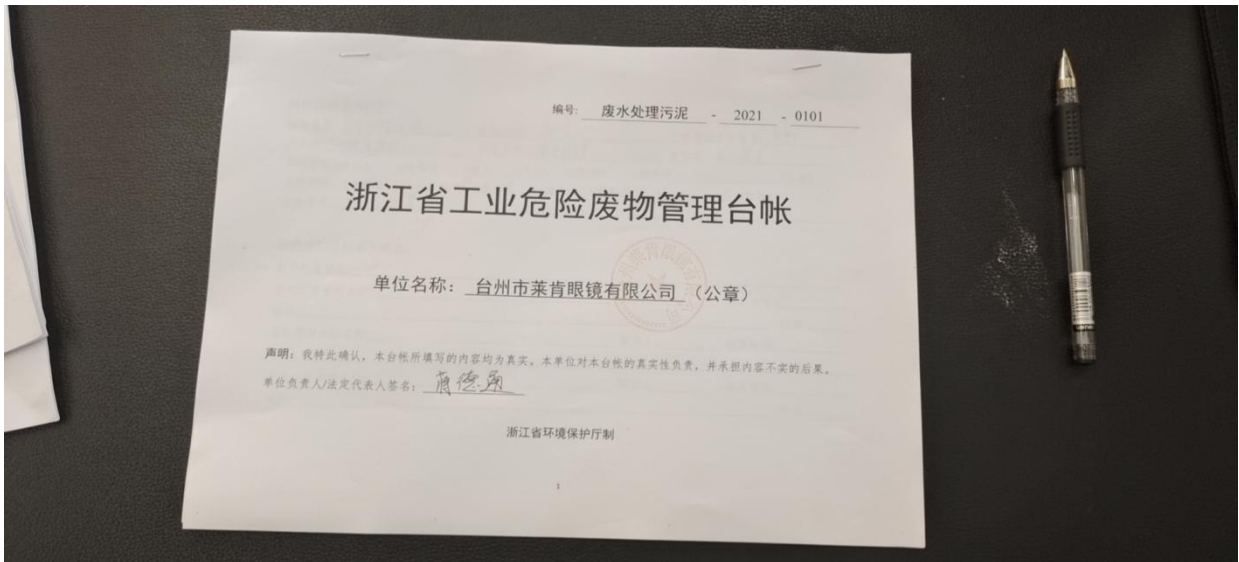 编号: 废水处理污泥 - 2021 - 0101
浙江省工业危险废物管理台帐
单位名称: 台州市莱肯眼镜有限公司 (公章)
声明: 我特此确认,本台帐所填写的内容均为真实。本单位对本台帐的真实性负责,并承担内容不实的后果。
单位负责人/法定代表人签名:
浙江省环境保护厅制
1